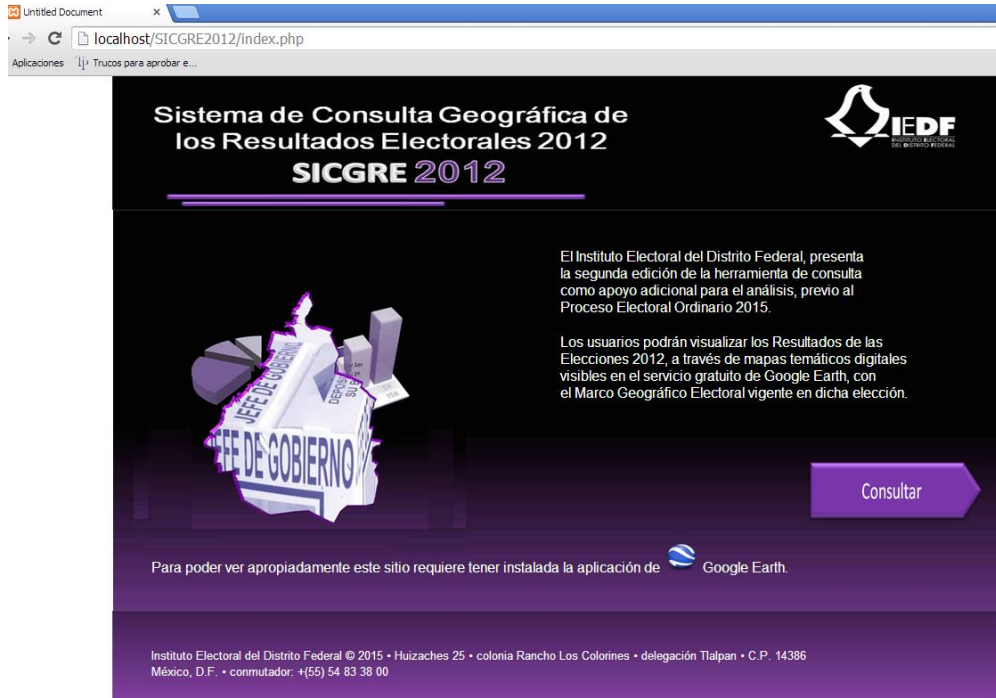 Untitled Document
localhost/SICGRE2012/index.php
Aplicaciones
Trucos para aprobar e...
Sistema de Consulta Geográfica de
los Resultados Electorales 2012
SICGRE 2012
IEDF
INSTITUTO ELECTORAL
DEL DISTRITO FEDERAL
El Instituto Electoral del Distrito Federal, presenta
la segunda edición de la herramienta de consulta
como apoyo adicional para el análisis, previo al
Proceso Electoral Ordinario 2015.
Los usuarios podrán visualizar los Resultados de las
Elecciones 2012, a través de mapas temáticos digitales
visibles en el servicio gratuito de Google Earth, con
el Marco Geográfico Electoral vigente en dicha elección.
JEFE DE GOBIERNO
DEPOS
SU
EFE DE GOBIERNO
Consultar
Para poder ver apropiadamente este sitio requiere tener instalada la aplicación de Google Earth.
Instituto Electoral del Distrito Federal © 2015 • Huizaches 25 • colonia Rancho Los Colorines • delegación Tlalpan • C.P. 14386
México, D.F. • conmutador: +(55) 54 83 38 00